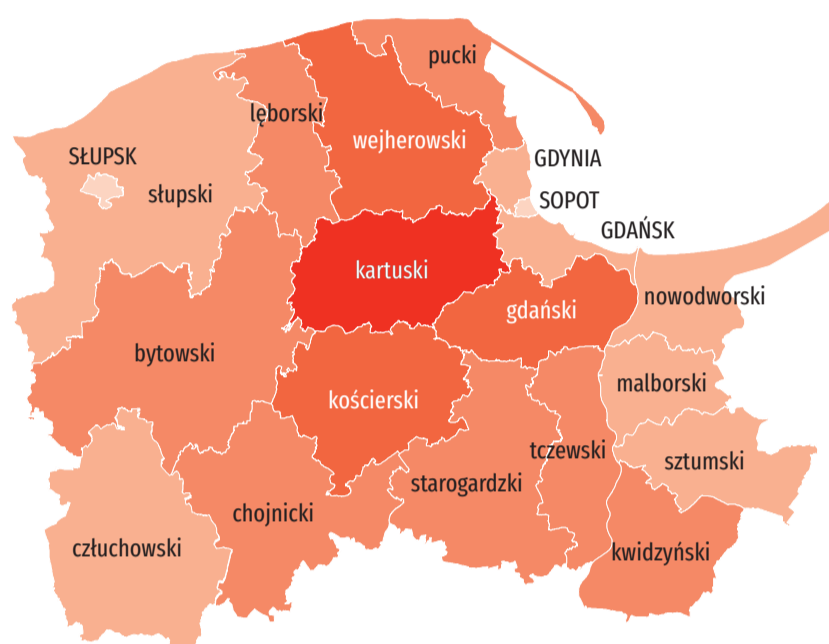 pucki
lęborski
wejherowski
SŁUPSK
GDYNIA
słupski
SOPOT
GDAŃSK
kartuski
nowodworski
gdański
bytowski
malborski
kościerski
tczewski
sztumski
starogardzki
chojnicki
człuchowski
kwidzyński